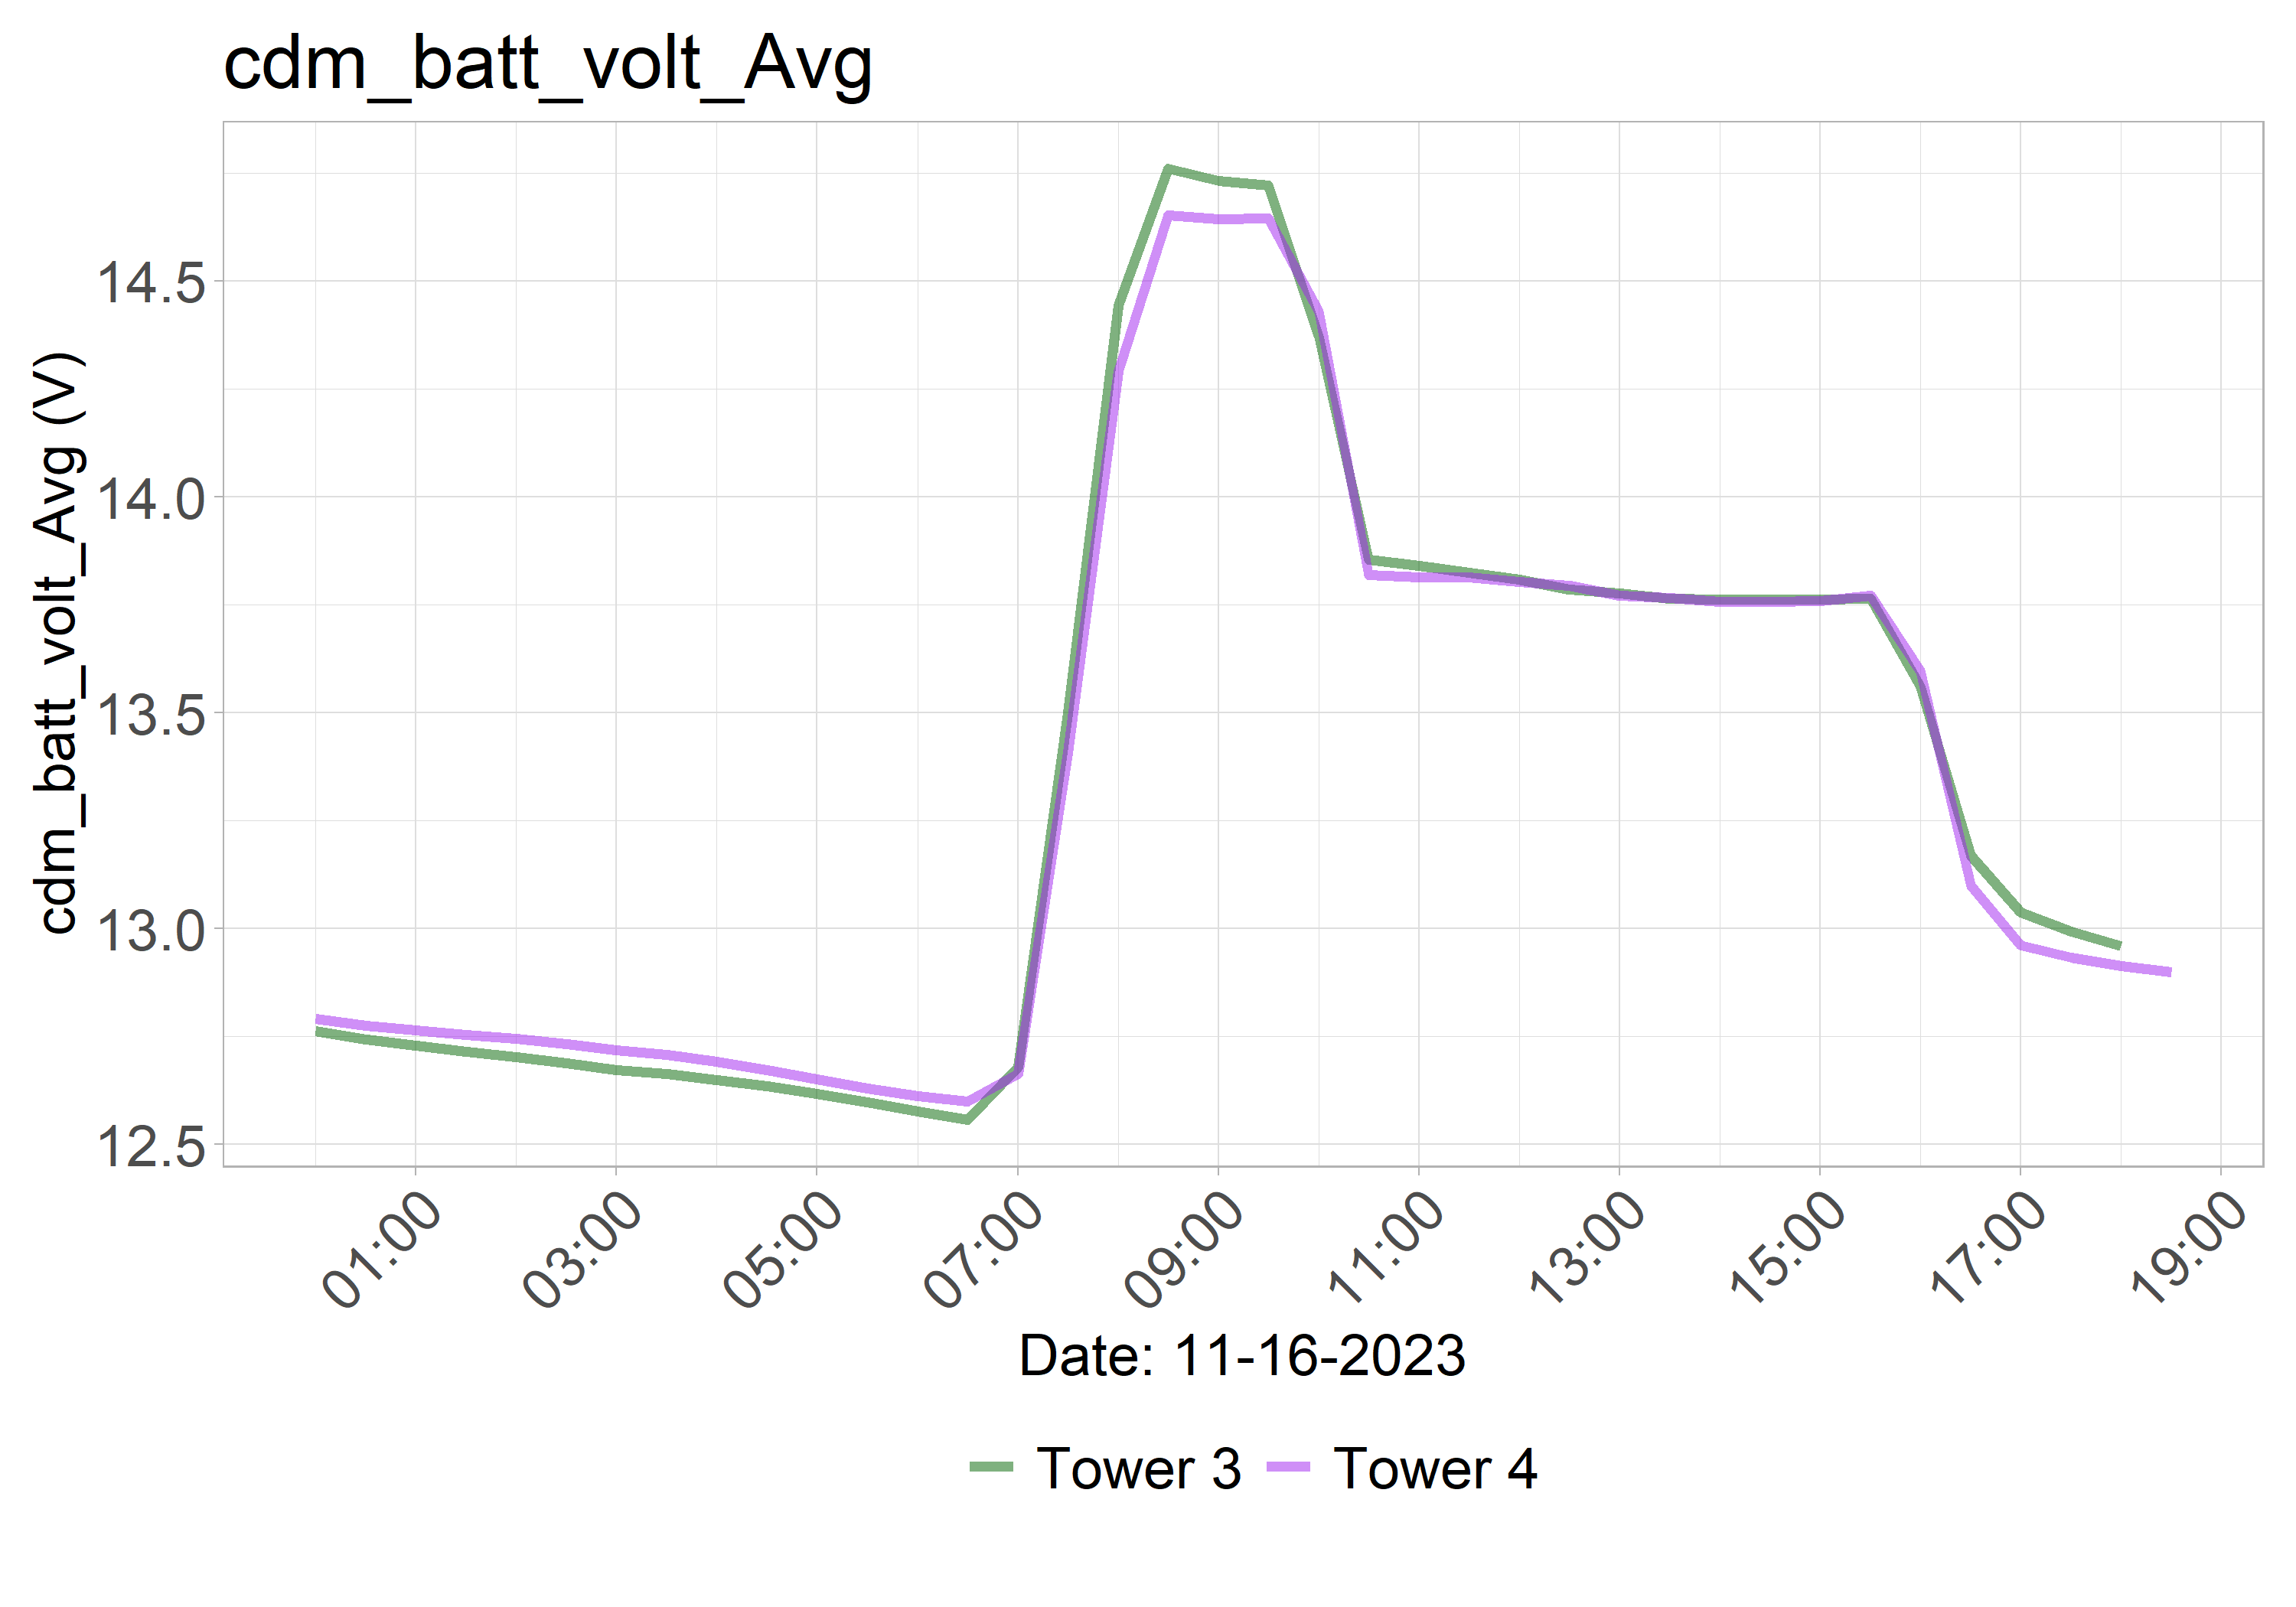 cdm_batt_volt_Avg
cdm_batt_volt_Avg (V)
14.5
14.0
13.5
13.0
12.5
01:00 03:00 05:00 07:00 09:00 11:00 13:00 15:00 17:00 19:00
Date: 11-16-2023
Tower 3 Tower 4